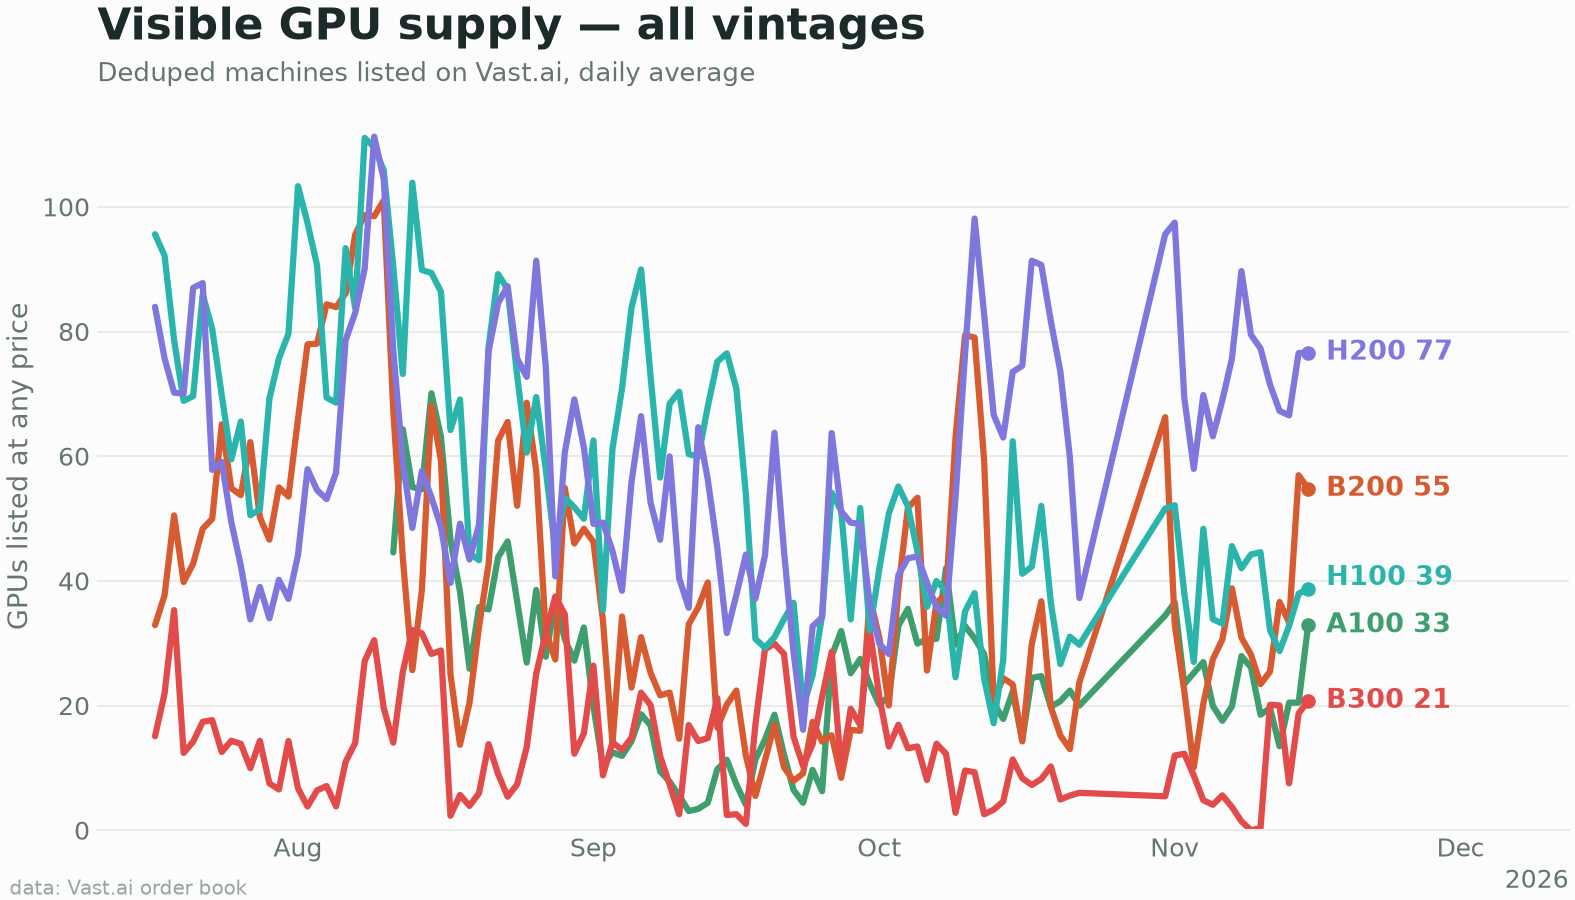 Visible GPU supply — all vintages
Deduped machines listed on Vast.ai, daily average
GPUs listed at any price
100
80
60
40
20
0
H200 77
B200 55
H100 39
A100 33
B300 21
Aug
Sep
Oct
Nov
Dec
2026
data: Vast.ai order book